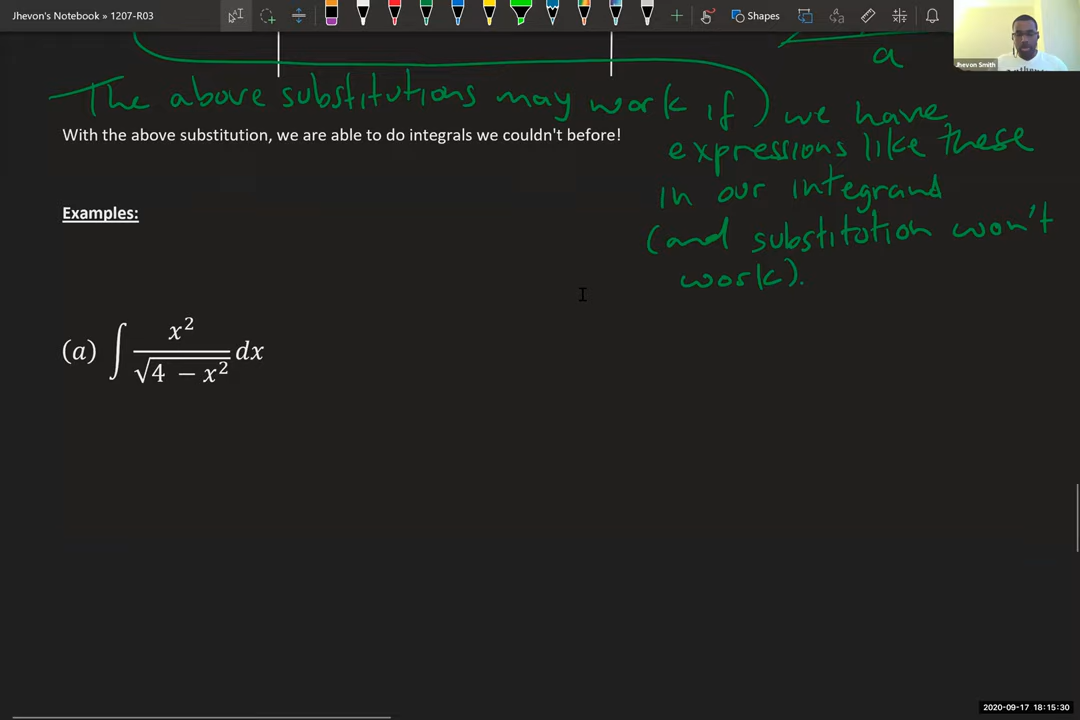 Jhevon's Notebook » 1207-R03
Shapes
Jhevon Smith
a
The above substitutions may work if) we have
With the above substitution, we are able to do integrals we couldn't before!
expressions like these
in our integrand
Examples:
(and substitution won't
work).
(a) ∫ x² / √(4 − x²) dx
2020-09-17 18:15:30